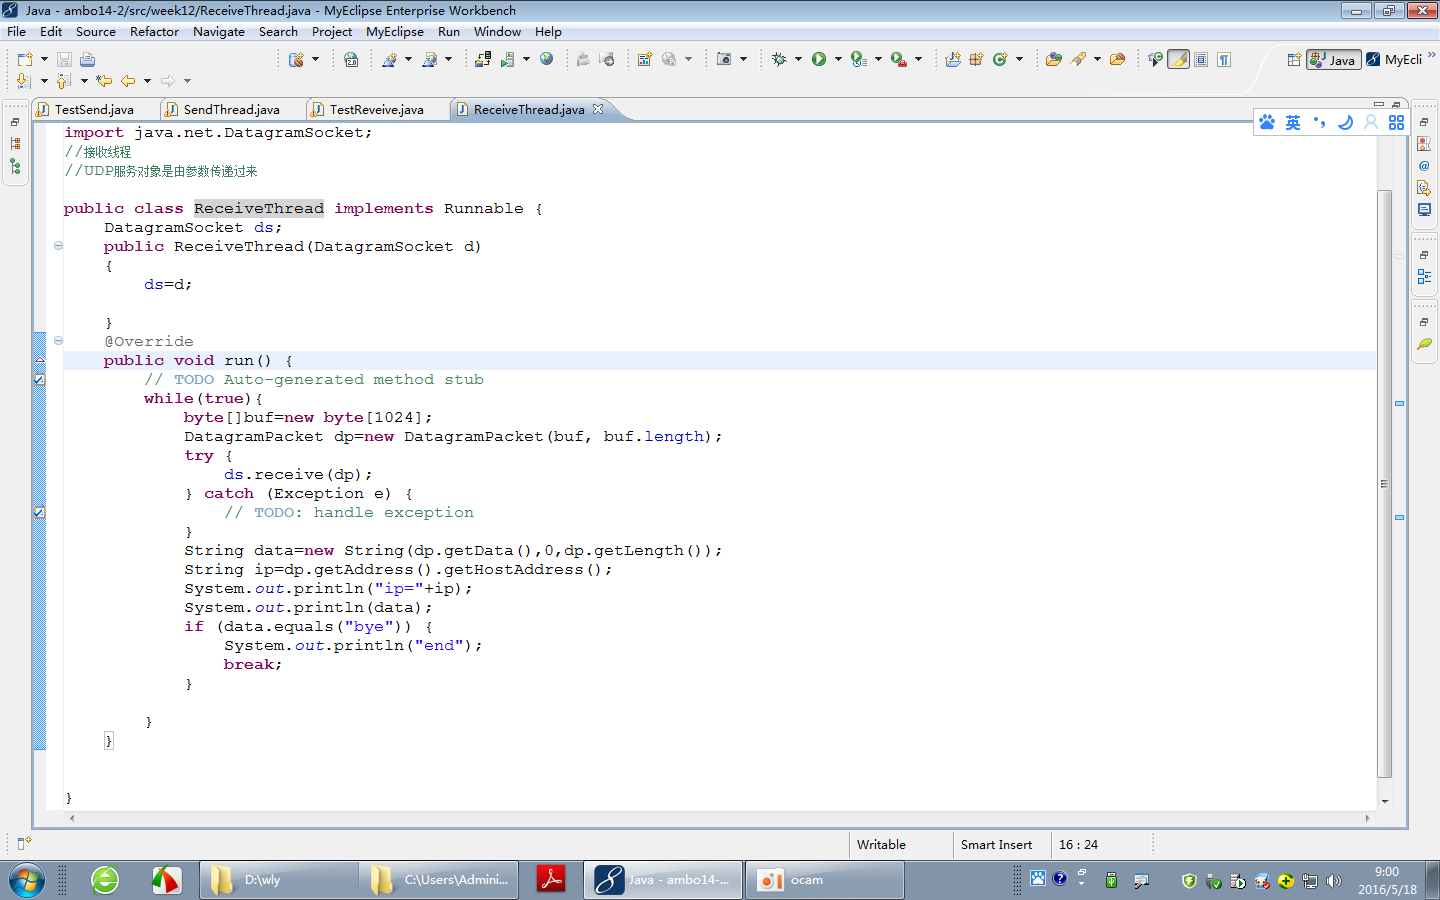 Java - ambo14-2/src/week12/ReceiveThread.java - MyEclipse Enterprise Workbench
File Edit Source Refactor Navigate Search Project MyEclipse Run Window Help
Java MyEcli
TestSend.java SendThread.java TestReveive.java ReceiveThread.java
英
import java.net.DatagramSocket;
//接收线程
//UDP服务对象是由参数传递过来
public class ReceiveThread implements Runnable {
DatagramSocket ds;
public ReceiveThread(DatagramSocket d)
{
ds=d;
}
@Override
public void run() {
// TODO Auto-generated method stub
while(true){
byte[]buf=new byte[1024];
DatagramPacket dp=new DatagramPacket(buf, buf.length);
try {
ds.receive(dp);
} catch (Exception e) {
// TODO: handle exception
}
String data=new String(dp.getData(),0,dp.getLength());
String ip=dp.getAddress().getHostAddress();
System.out.println("ip="+ip);
System.out.println(data);
if (data.equals("bye")) {
System.out.println("end");
break;
}
}
}
}
Writable Smart Insert 16 : 24
D:\wly C:\Users\Admini... Java - ambo14-... ocam
9:00
2016/5/18